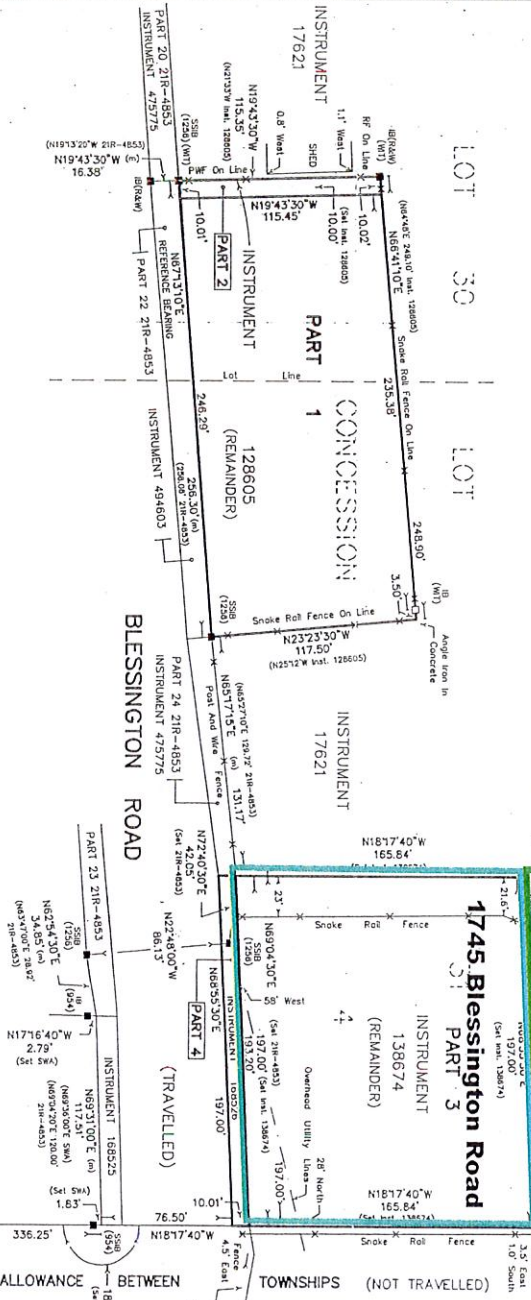 LOT 30
LOT
INSTRUMENT
17621
IB(R&W)
(WIT)
RF On Line
1.1' West
SHED
0.8' West
N19°43'30"W
115.35'
(N21°33'W Inst. 128605)
PWF On Line
SSIB
(1256) (WIT)
PART 20 21R-4853
INSTRUMENT 475775
(N19°13'20"W 21R-4853)
N19°43'30"W (m)
16.38'
IB(R&W)
(N64°48'E 249.10' Inst. 128605)
N66°41'10"E
Snake Rail Fence On Line
235.38'
248.90'
10.02'
10.00'
(Set Inst. 128605)
N19°43'30"W
115.45'
10.01'
PART 2
INSTRUMENT
PART 1
CONCESSION
Lot Line
128605
(REMAINDER)
N67°13'10"E
REFERENCE BEARING
PART 22 21R-4853
246.29'
256.30' (m)
(256.06' 21R-4853)
INSTRUMENT 494603
SSIB
(1256)
IB
(WIT)
3.50'
Angle Iron In
Concrete
Snake Rail Fence On Line
N23°23'30"W
117.50'
(N25°12'W Inst. 128605)
INSTRUMENT
17621
(N65°27'10"E 129.72' 21R-4853)
N65°17'15"E (m) 131.17'
Post And Wire Fence
PART 24 21R-4853
INSTRUMENT 475775
BLESSINGTON ROAD
(TRAVELLED)
N18°17'40"W
165.84'
21.6'
197.00'
(Set Inst. 138674)
1745 Blessington Road
PART 3
INSTRUMENT
138674
(REMAINDER)
23'
Snake Rail Fence
N69°04'30"E
SSIB
(1256)
58' West
(Set 21R-4853)
197.00' (Set Inst. 138674)
193.20'
197.00'
Overhead Utility
Lines
28' North
N18°17'40"W
165.84'
(Set Inst. 138674)
3.5' East
1.0' South
Snake Rail Fence
N72°40'30"E
42.05'
(Set 21R-4853)
N22°48'00"W
86.13'
N68°55'30"E
INSTRUMENT 168526
PART 4
197.00'
10.01'
Fence
4.5' East
PART 23 21R-4853
SSIB
(1256)
N62°54'30"E
34.85' (m)
(N63°47'00"E 28.92'
21R-4853)
IB
(954)
N17°16'40"W
2.79'
(Set SWA)
INSTRUMENT 168525
N69°31'00"E (m)
117.51'
(N69°36'00"E SWA)
(N69°04'20"E 120.00'
21R-4853)
(Set SWA)
1.83'
76.50'
N18°17'40"W
336.25'
SSIB
(954)
ALLOWANCE BETWEEN TOWNSHIPS (NOT TRAVELLED)